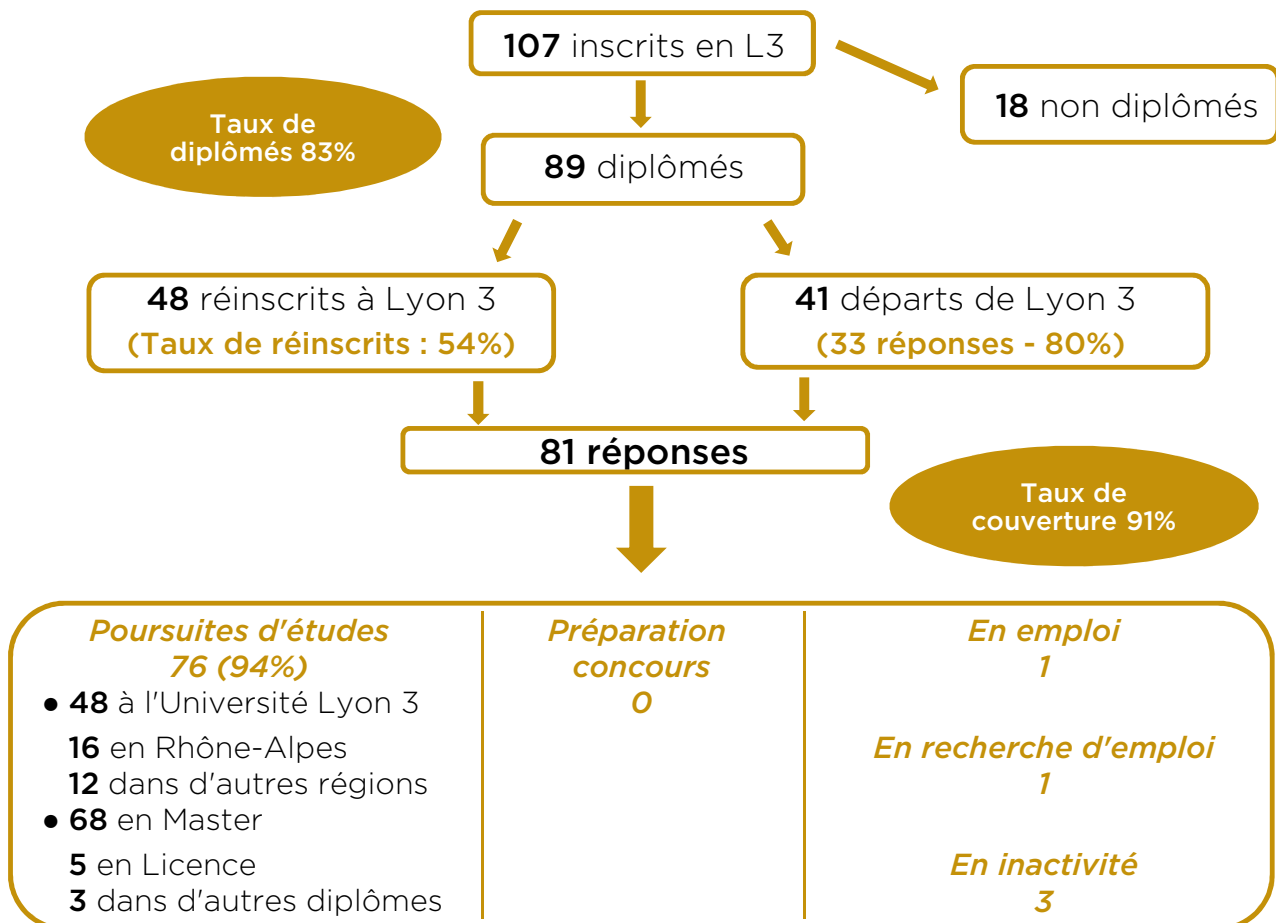 107 inscrits en L3
18 non diplômés
Taux de
diplômés 83%
89 diplômés
48 réinscrits à Lyon 3
(Taux de réinscrits : 54%)
41 départs de Lyon 3
(33 réponses - 80%)
81 réponses
Taux de
couverture 91%
Poursuites d'études
76 (94%)
● 48 à l'Université Lyon 3
16 en Rhône-Alpes
12 dans d'autres régions
● 68 en Master
5 en Licence
3 dans d'autres diplômes
Préparation
concours
0
En emploi
1
En recherche d'emploi
1
En inactivité
3